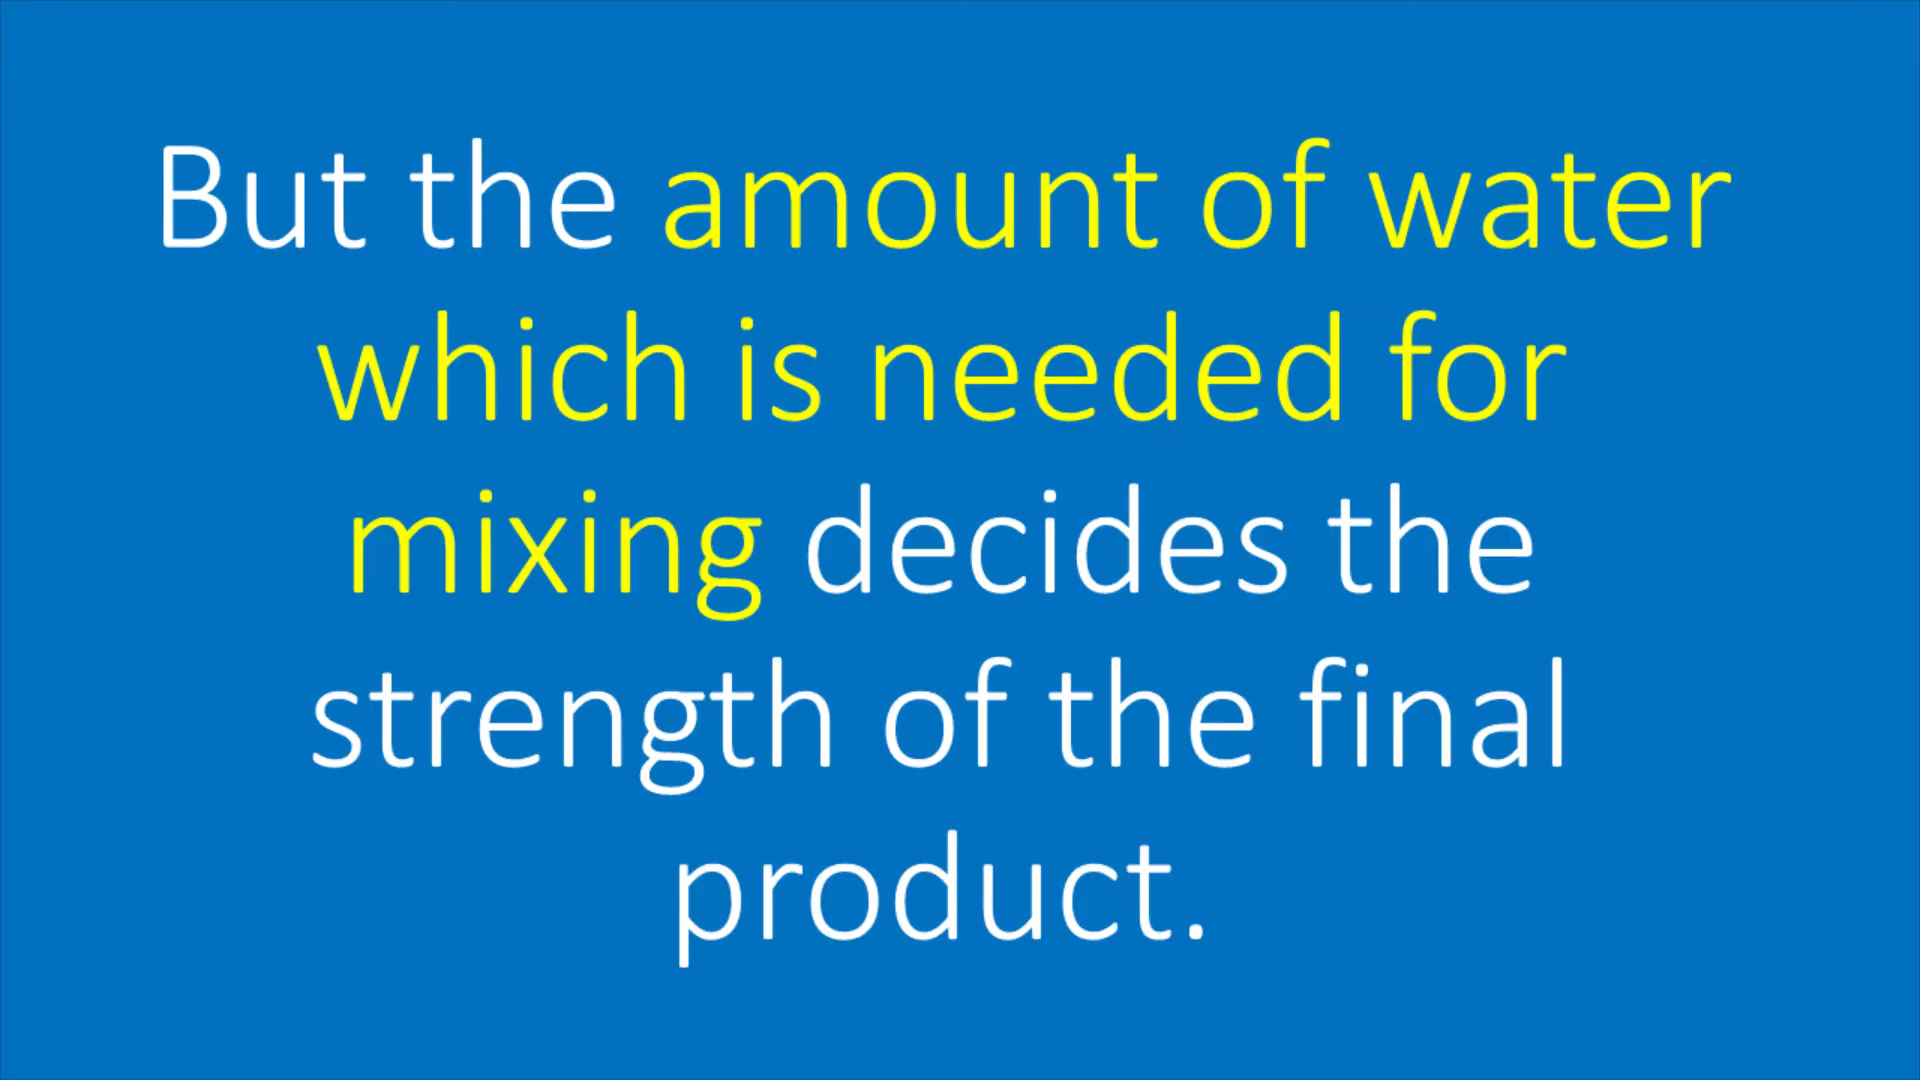 But the amount of water
which is needed for
mixing decides the
strength of the final
product.